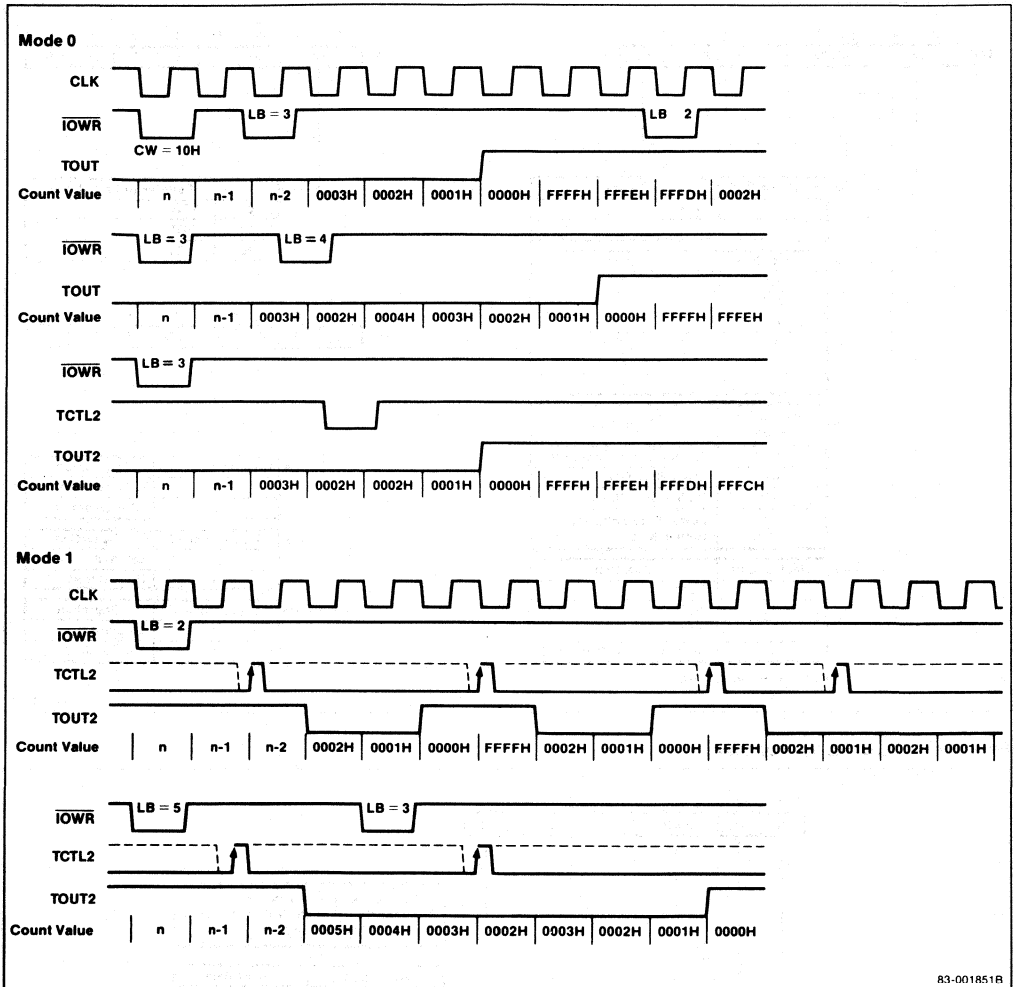 Mode 0
CLK
IOWR LB = 3 LB 2
CW = 10H
TOUT
Count Value n n-1 n-2 0003H 0002H 0001H 0000H FFFFH FFFEH FFFDH 0002H
IOWR LB = 3 LB = 4
TOUT
Count Value n n-1 0003H 0002H 0004H 0003H 0002H 0001H 0000H FFFFH FFFEH
IOWR LB = 3
TCTL2
TOUT2
Count Value n n-1 0003H 0002H 0002H 0001H 0000H FFFFH FFFEH FFFDH FFFCH
Mode 1
CLK
IOWR LB = 2
TCTL2
TOUT2
Count Value n n-1 n-2 0002H 0001H 0000H FFFFH 0002H 0001H 0000H FFFFH 0002H 0001H 0002H 0001H
IOWR LB = 5 LB = 3
TCTL2
TOUT2
Count Value n n-1 n-2 0005H 0004H 0003H 0002H 0003H 0002H 0001H 0000H
83-001851B